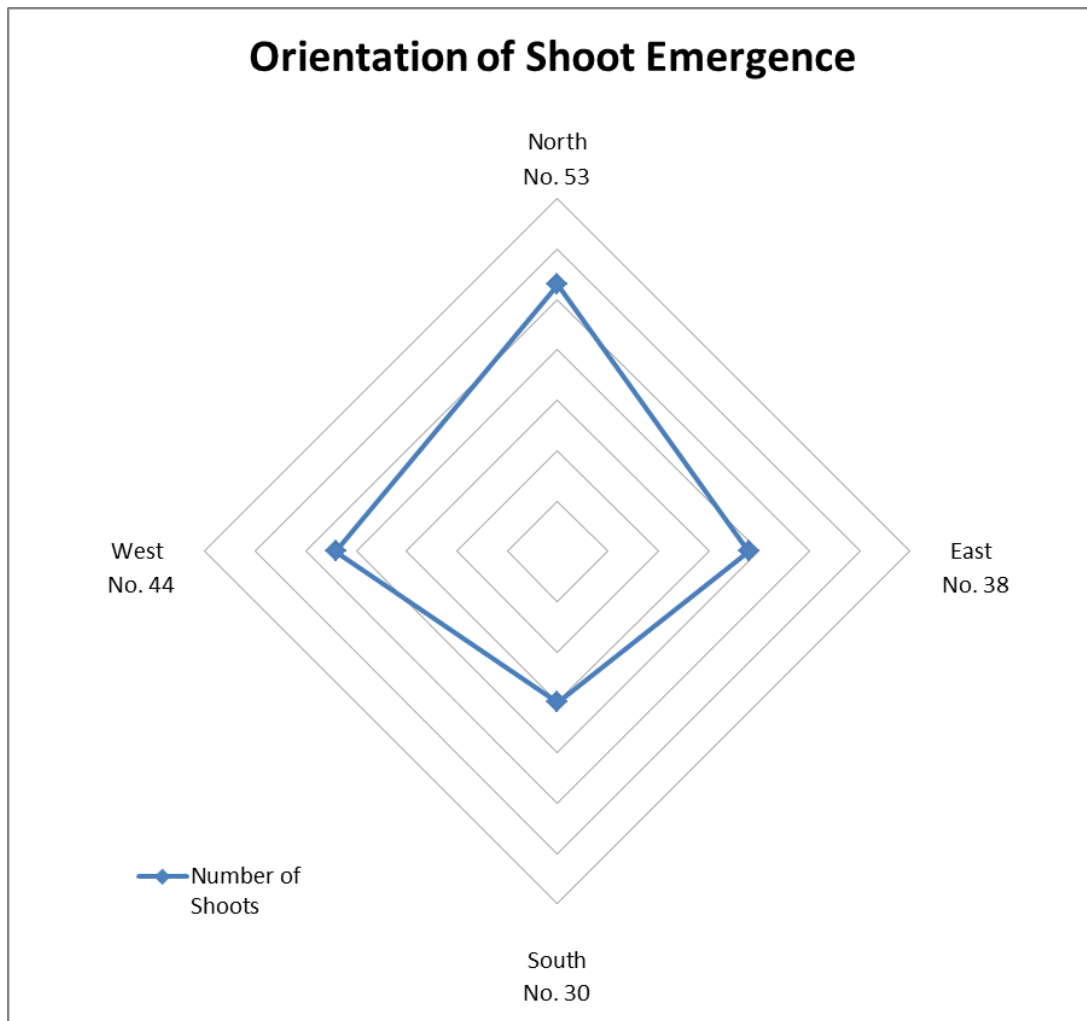 Orientation of Shoot Emergence
North
No. 53
West
No. 44
East
No. 38
Number of
Shoots
South
No. 30